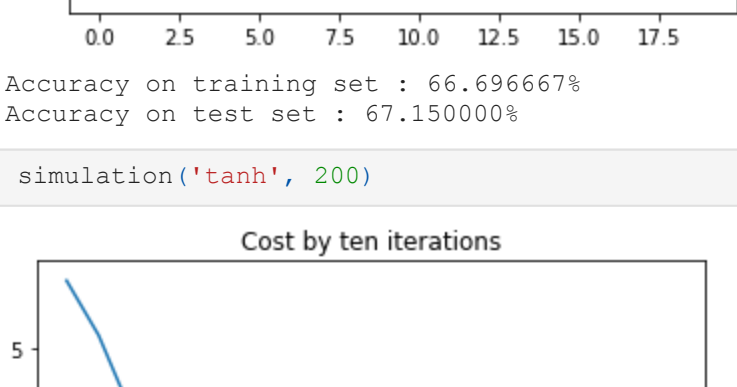 0.0 2.5 5.0 7.5 10.0 12.5 15.0 17.5
Accuracy on training set : 66.696667%
Accuracy on test set : 67.150000%
simulation('tanh', 200)
Cost by ten iterations
5